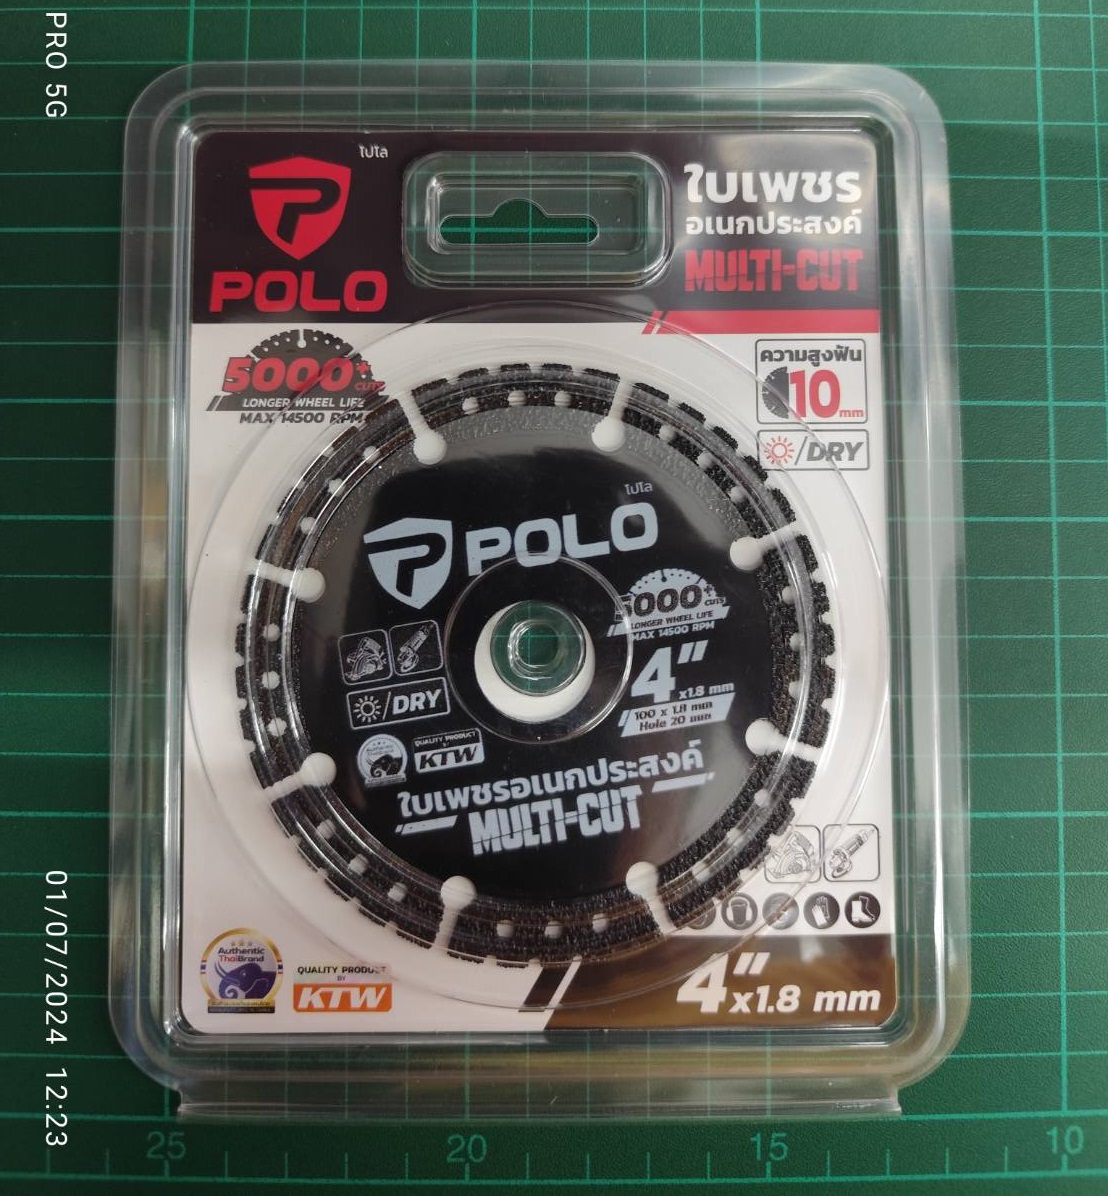 PRO 5G
01/07/2024 12:23
โปโล
POLO
ใบเพชร
อเนกประสงค์
MULTI-CUT
5000+
CUTS
LONGER WHEEL LIFE
MAX 14500 RPM
ความสูงฟัน
10 mm
/DRY
โปโล
POLO
5000+
CUTS
LONGER WHEEL LIFE
MAX 14500 RPM
4" x1.8 mm
100 x 1.8 mm
Hole 20 mm
/DRY
QUALITY PRODUCT
BY
KTW
ใบเพชรอเนกประสงค์
MULTI-CUT
Authentic
ThaiBrand
QUALITY PRODUCT
BY
KTW
4" x1.8 mm
25 20 15 10